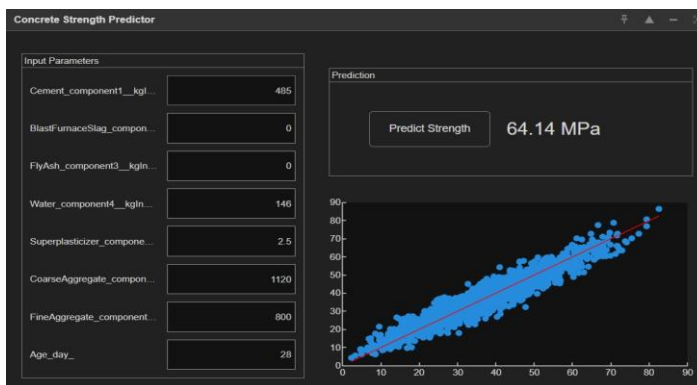 Concrete Strength Predictor
Input Parameters
Cement_component1__kgI... 485
BlastFurnaceSlag_compon... 0
FlyAsh_component3__kgIn... 0
Water_component4__kgIn... 146
Superplasticizer_compone... 2.5
CoarseAggregate_compon... 1120
FineAggregate_component... 800
Age_day_ 28
Prediction
Predict Strength 64.14 MPa
90
80
70
60
50
40
30
20
10
0
0 10 20 30 40 50 60 70 80 90